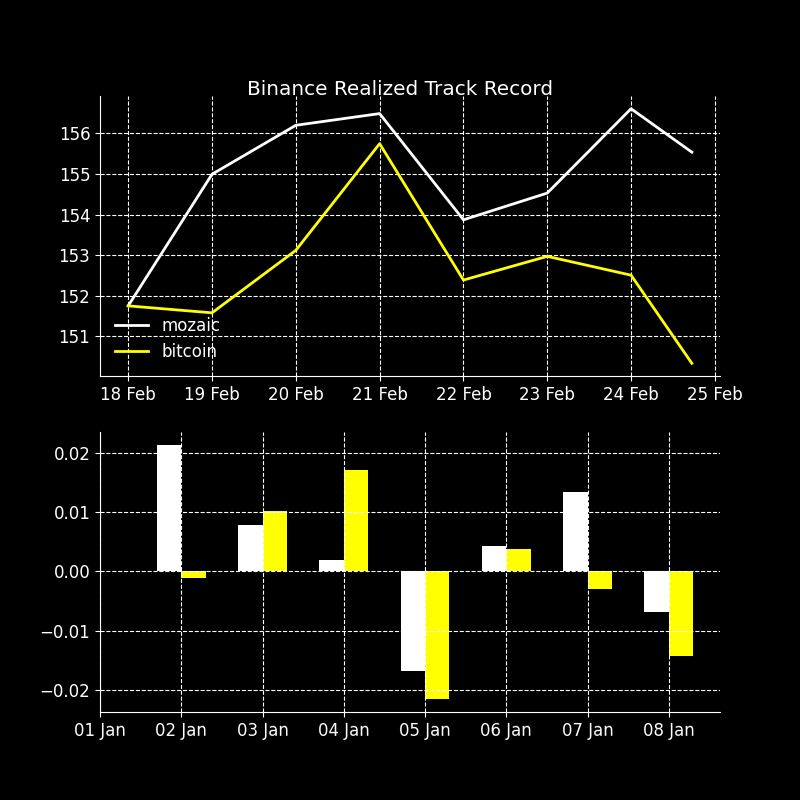 Binance Realized Track Record
156
155
154
153
152
151
mozaic
bitcoin
18 Feb 19 Feb 20 Feb 21 Feb 22 Feb 23 Feb 24 Feb 25 Feb
0.02
0.01
0.00
−0.01
−0.02
01 Jan 02 Jan 03 Jan 04 Jan 05 Jan 06 Jan 07 Jan 08 Jan